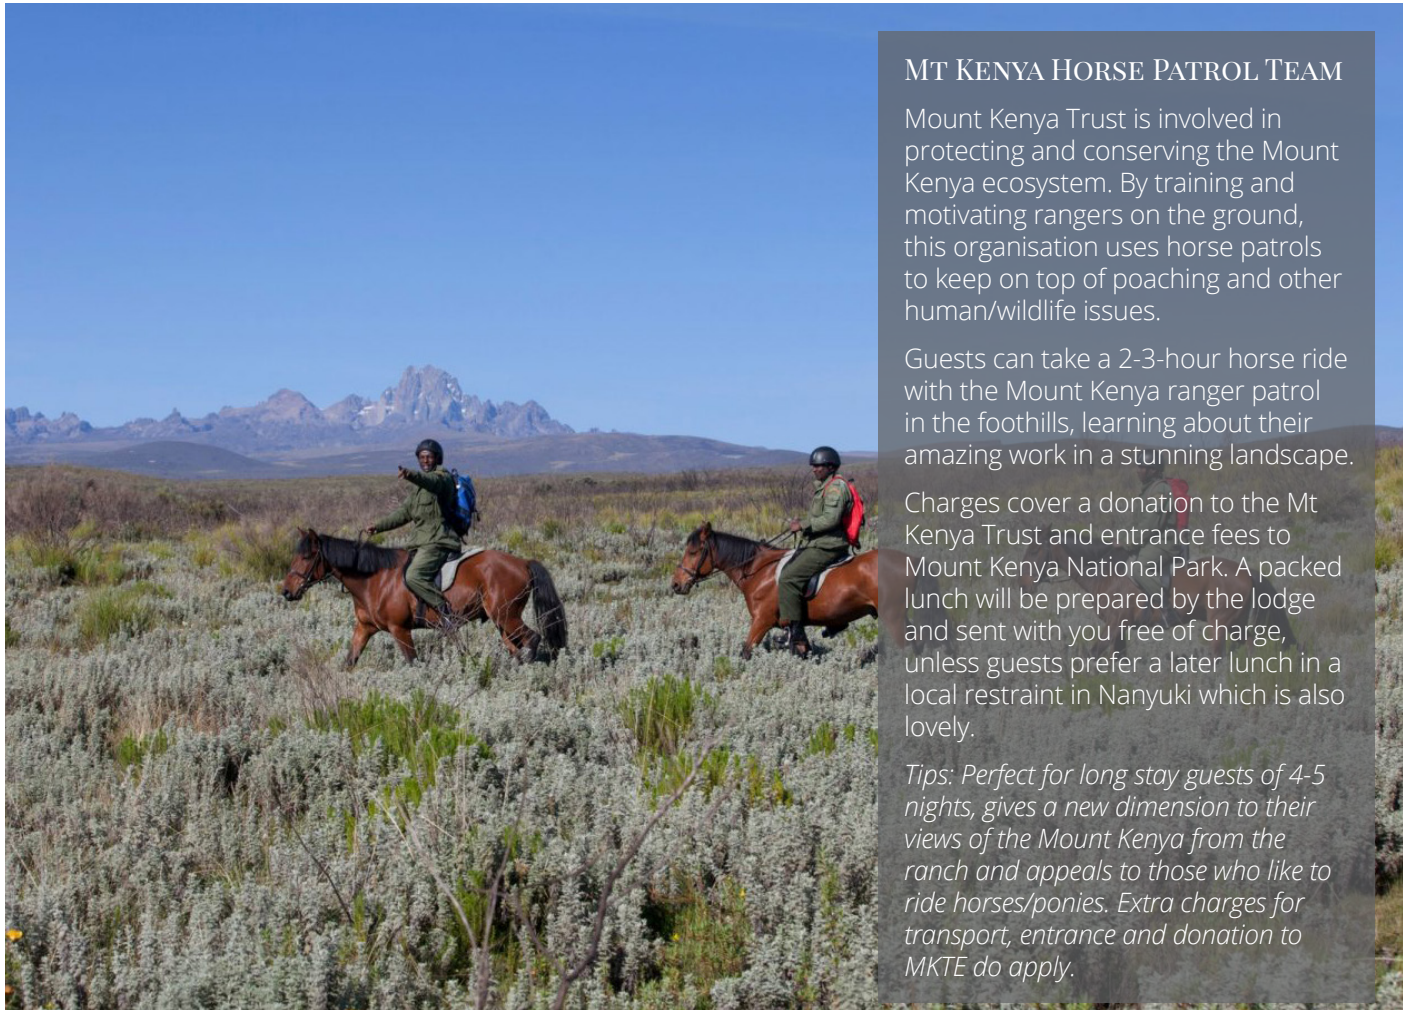 Mt Kenya Horse Patrol Team
Mount Kenya Trust is involved in
protecting and conserving the Mount
Kenya ecosystem. By training and
motivating rangers on the ground,
this organisation uses horse patrols
to keep on top of poaching and other
human/wildlife issues.
Guests can take a 2-3-hour horse ride
with the Mount Kenya ranger patrol
in the foothills, learning about their
amazing work in a stunning landscape.
Charges cover a donation to the Mt
Kenya Trust and entrance fees to
Mount Kenya National Park. A packed
lunch will be prepared by the lodge
and sent with you free of charge,
unless guests prefer a later lunch in a
local restraint in Nanyuki which is also
lovely.
Tips: Perfect for long stay guests of 4-5
nights, gives a new dimension to their
views of the Mount Kenya from the
ranch and appeals to those who like to
ride horses/ponies. Extra charges for
transport, entrance and donation to
MKTE do apply.